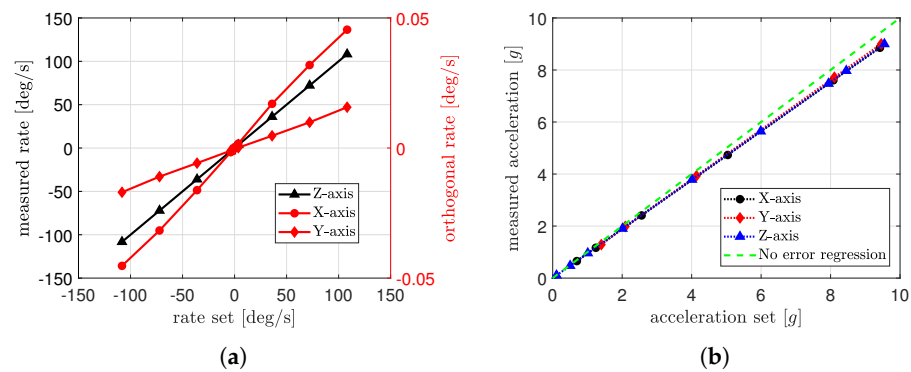 150
100
50
0
-50
-100
-150
measured rate [deg/s]
0.05
0
-0.05
orthogonal rate [deg/s]
Z-axis
X-axis
Y-axis
-150 -100 -50 0 50 100 150
rate set [deg/s]
(a)
10
8
6
4
2
0
measured acceleration [g]
X-axis
Y-axis
Z-axis
No error regression
0 2 4 6 8 10
acceleration set [g]
(b)